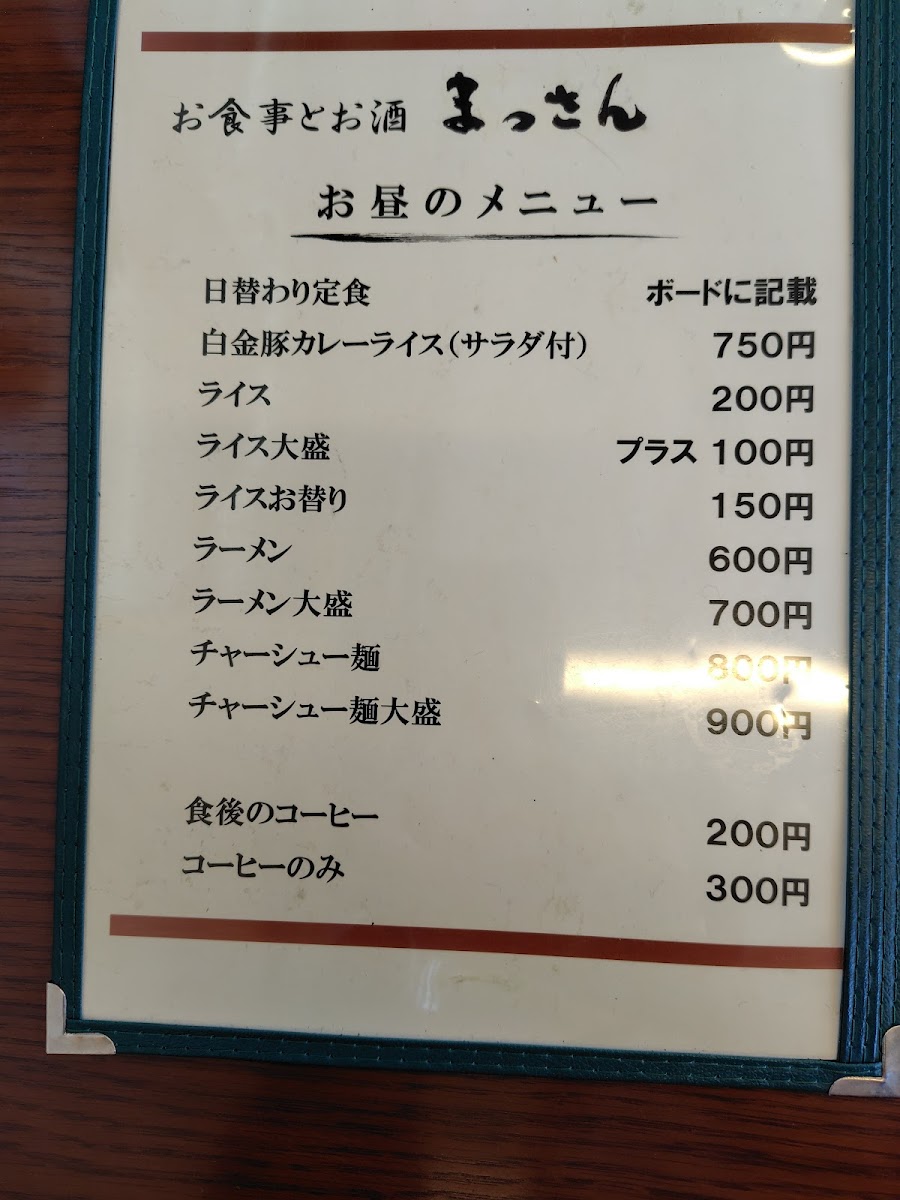 お食事とお酒 まっさん
お昼のメニュー
日替わり定食 ボードに記載
白金豚カレーライス(サラダ付) 750円
ライス 200円
ライス大盛 プラス 100円
ライスお替り 150円
ラーメン 600円
ラーメン大盛 700円
チャーシュー麺 800円
チャーシュー麺大盛 900円
食後のコーヒー 200円
コーヒーのみ 300円